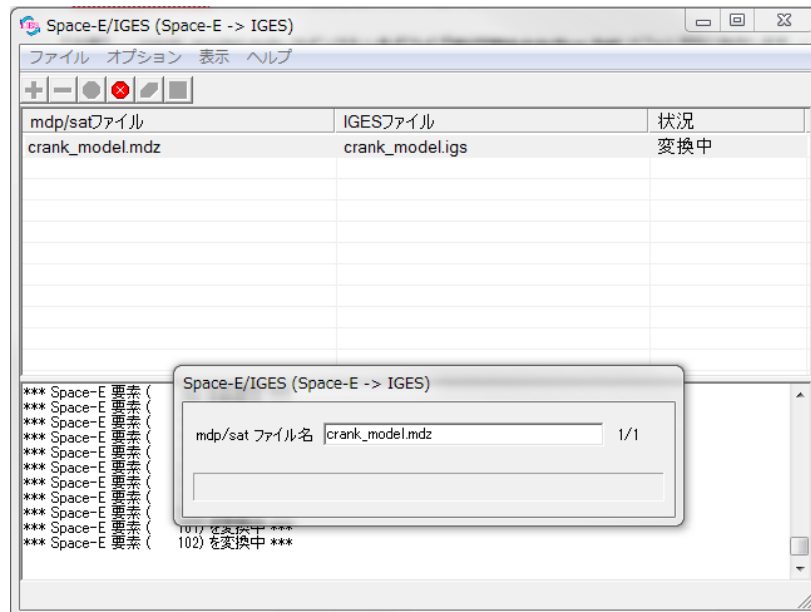 Space-E/IGES (Space-E -> IGES)
ファイル オプション 表示 ヘルプ
mdp/satファイル IGESファイル 状況
crank_model.mdz crank_model.igs 変換中
*** Space-E 要素 (
*** Space-E 要素 (
*** Space-E 要素 (
*** Space-E 要素 (
*** Space-E 要素 (
*** Space-E 要素 (
*** Space-E 要素 (
*** Space-E 要素 (
*** Space-E 要素 (
*** Space-E 要素 ( 101) を変換中 ***
*** Space-E 要素 ( 102) を変換中 ***
Space-E/IGES (Space-E -> IGES)
mdp/sat ファイル名 crank_model.mdz 1/1